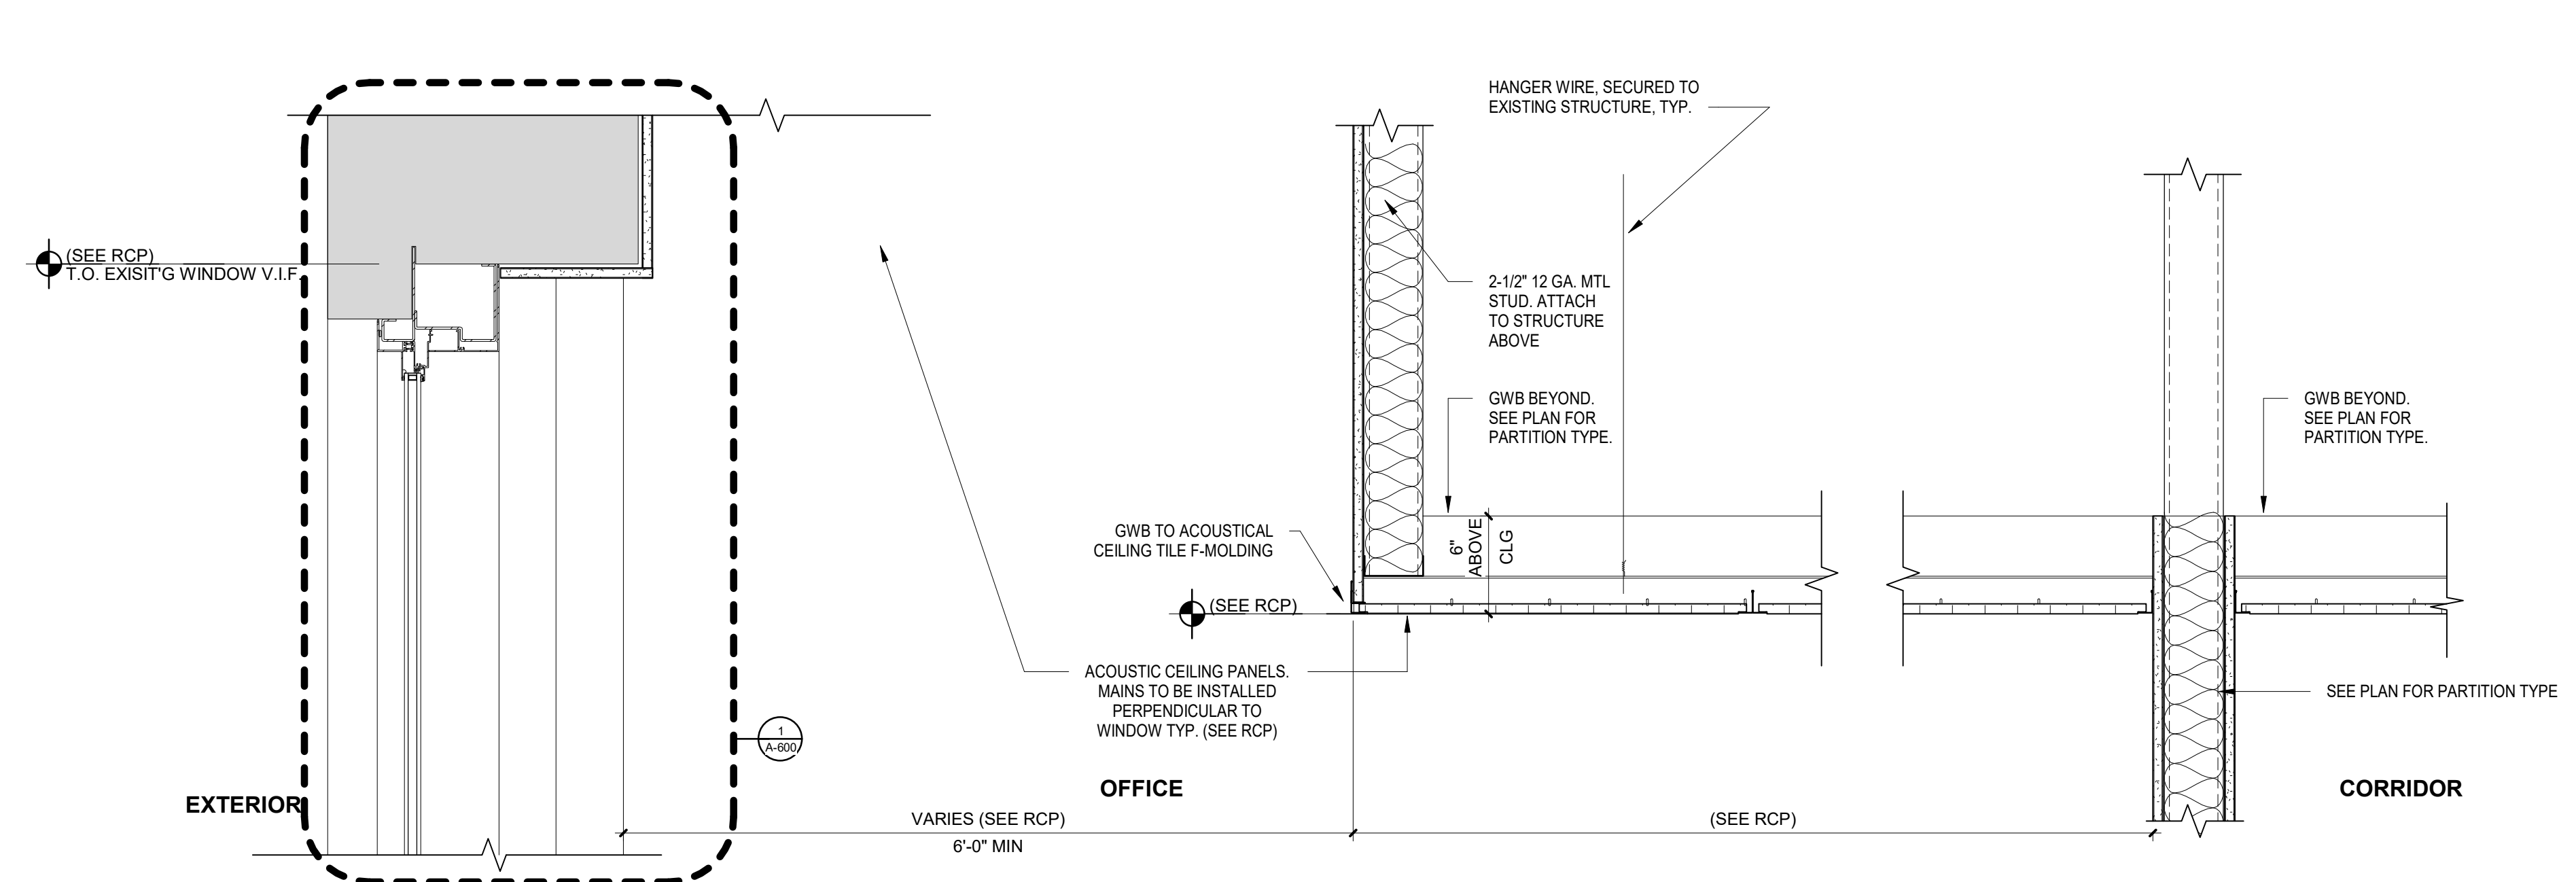 HANGER WIRE, SECURED TO
EXISTING STRUCTURE, TYP.
(SEE RCP)
T.O. EXISIT'G WINDOW V.I.F.
2-1/2" 12 GA. MTL
STUD. ATTACH
TO STRUCTURE
ABOVE
GWB BEYOND.
SEE PLAN FOR
PARTITION TYPE.
GWB BEYOND.
SEE PLAN FOR
PARTITION TYPE.
GWB TO ACOUSTICAL
CEILING TILE F-MOLDING
6"
ABOVE
CLG
(SEE RCP)
ACOUSTIC CEILING PANELS.
MAINS TO BE INSTALLED
PERPENDICULAR TO
WINDOW TYP. (SEE RCP)
SEE PLAN FOR PARTITION TYPE
1
A-600
EXTERIOR
OFFICE
CORRIDOR
VARIES (SEE RCP)
6'-0" MIN
(SEE RCP)